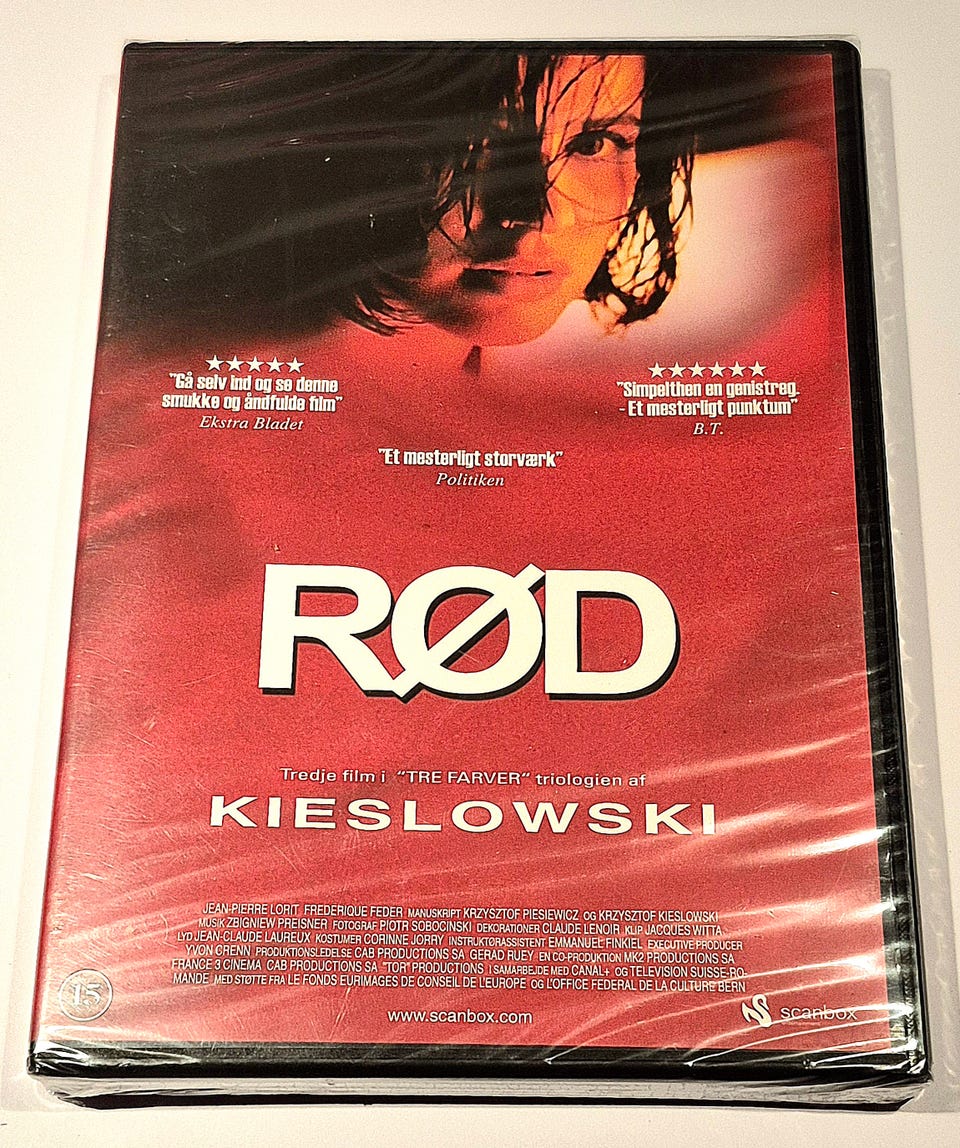 ★★★★★
"Gå selv ind og se denne
smukke og åndfulde film"
Ekstra Bladet
★★★★★★
"Simpelthen en genistreg.
- Et mesterligt punktum"
B.T.
"Et mesterligt storværk"
Politiken
RØD
Tredje film i "TRE FARVER" triologien af
KIESLOWSKI
JEAN-PIERRE LORIT FREDERIQUE FEDER MANUSKRIPT KRZYSZTOF PIESIEWICZ OG KRZYSZTOF KIESLOWSKI
MUSIK ZBIGNIEW PREISNER FOTOGRAF PIOTR SOBOCINSKI DEKORATIONER CLAUDE LENOIR KLIP JACQUES WITTA
LYD JEAN-CLAUDE LAUREUX KOSTUMER CORINNE JORRY INSTRUKTØRASSISTENT EMMANUEL FINKIEL EXECUTIVE PRODUCER
YVON CRENN PRODUKTIONSLEDELSE CAB PRODUCTIONS SA GERAD RUEY EN CO-PRODUKTION MK2 PRODUCTIONS SA
FRANCE 3 CINEMA CAB PRODUCTIONS SA "TOR" PRODUCTIONS I SAMARBEJDE MED CANAL+ OG TELEVISION SUISSE-RO-
MANDE MED STØTTE FRA LE FONDS EURIMAGES DE CONSEIL DE L'EUROPE OG L'OFFICE FEDERAL DE LA CULTURE BERN
15
www.scanbox.com
scanbox